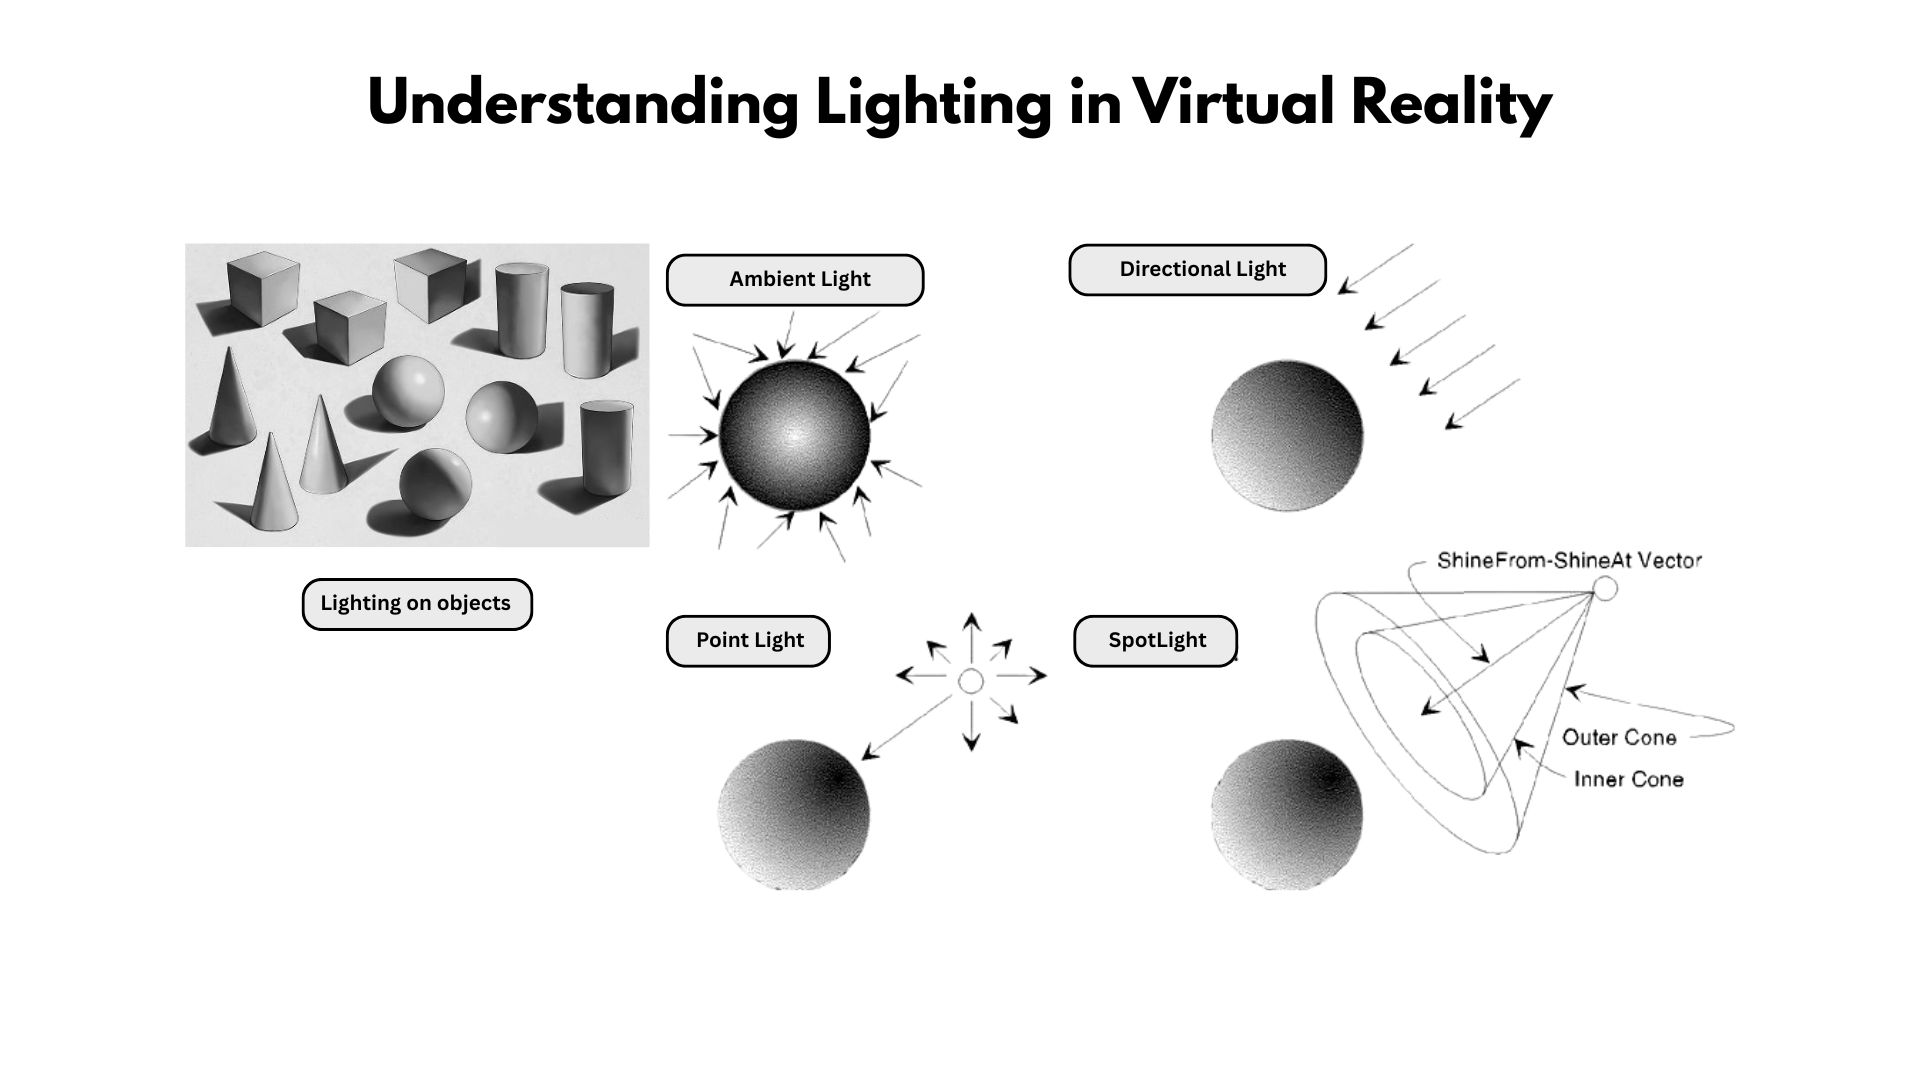 Understanding Lighting in Virtual Reality
Ambient Light
Directional Light
Lighting on objects
Point Light
SpotLight
ShineFrom-ShineAt Vector
Outer Cone
Inner Cone